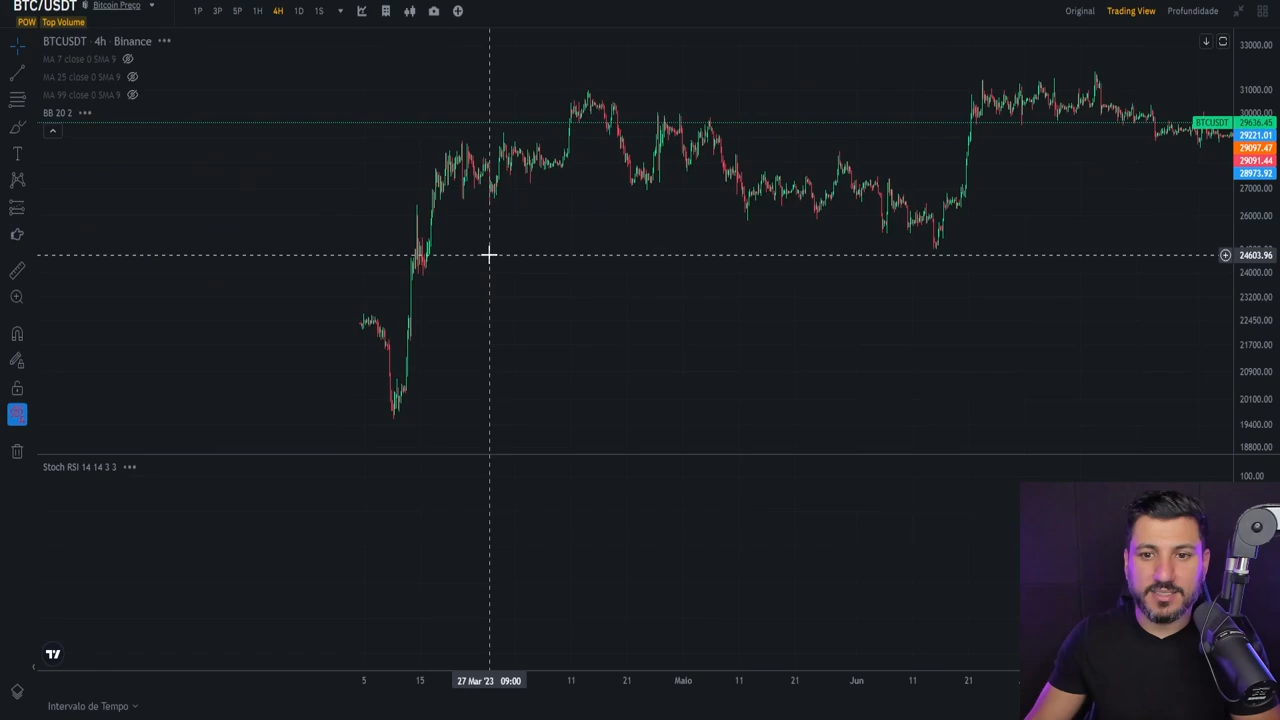 BTC/USDT Bitcoin Preço
POW Top Volume
1P 3P 5P 1H 4H 1D 1S
Original Trading View Profundidade
BTCUSDT · 4h · Binance
MA 7 close 0 SMA 9
MA 25 close 0 SMA 9
MA 99 close 0 SMA 9
BB 20 2
33000.00
31000.00
30000.00
BTCUSDT 29636.45
29221.01
29097.47
29091.44
28973.92
27000.00
26000.00
24603.96
24000.00
23200.00
22450.00
21700.00
20900.00
20100.00
19400.00
18800.00
Stoch RSI 14 14 3 3
100.00
5 15 27 Mar '23 09:00 11 21 Maio 11 21 Jun 11 21
Intervalo de Tempo